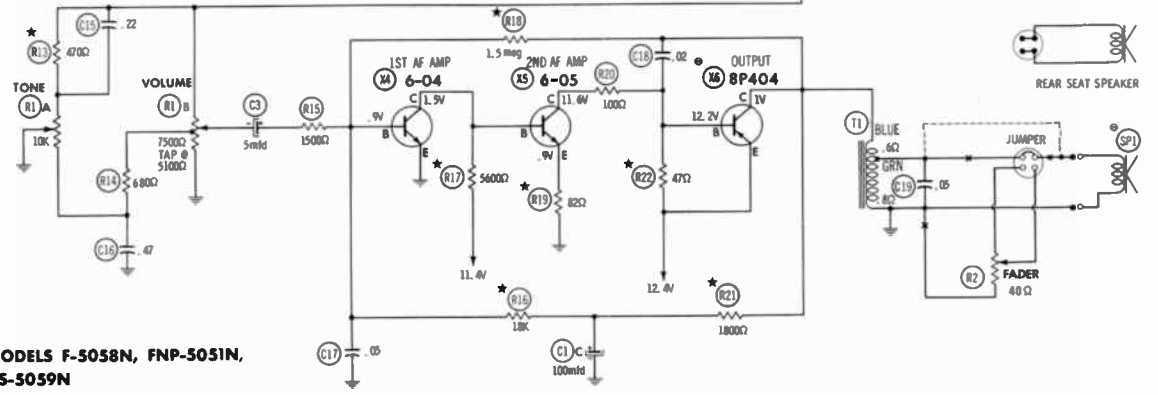 R18
1.5 meg
C15 .22
R13 470Ω
TONE
R1 A
10K
VOLUME
R1 B
7500Ω
TAP @
5100Ω
R14 680Ω
C16 .47
C3
5mfd
R15
1500Ω
1ST AF AMP
X4 6-04
C 1.5V
.9V
B
E
R17 5600Ω
11.4V
2ND AF AMP
X5 6-05
C 11.6V
B
.9V E
R19 82Ω
R20
100Ω
C18 .02
OUTPUT
X6 8P404
C 1V
12.2V
B
E
R22 47Ω
12.4V
R16
18K
R21
1800Ω
C17 .05
C1 C
100mfd
T1
BLUE
.6Ω
GRN
.8Ω
C19 .05
JUMPER
R2
FADER
40Ω
SP1
REAR SEAT SPEAKER
ODELS F-5058N, FNP-5051N,
S-5059N